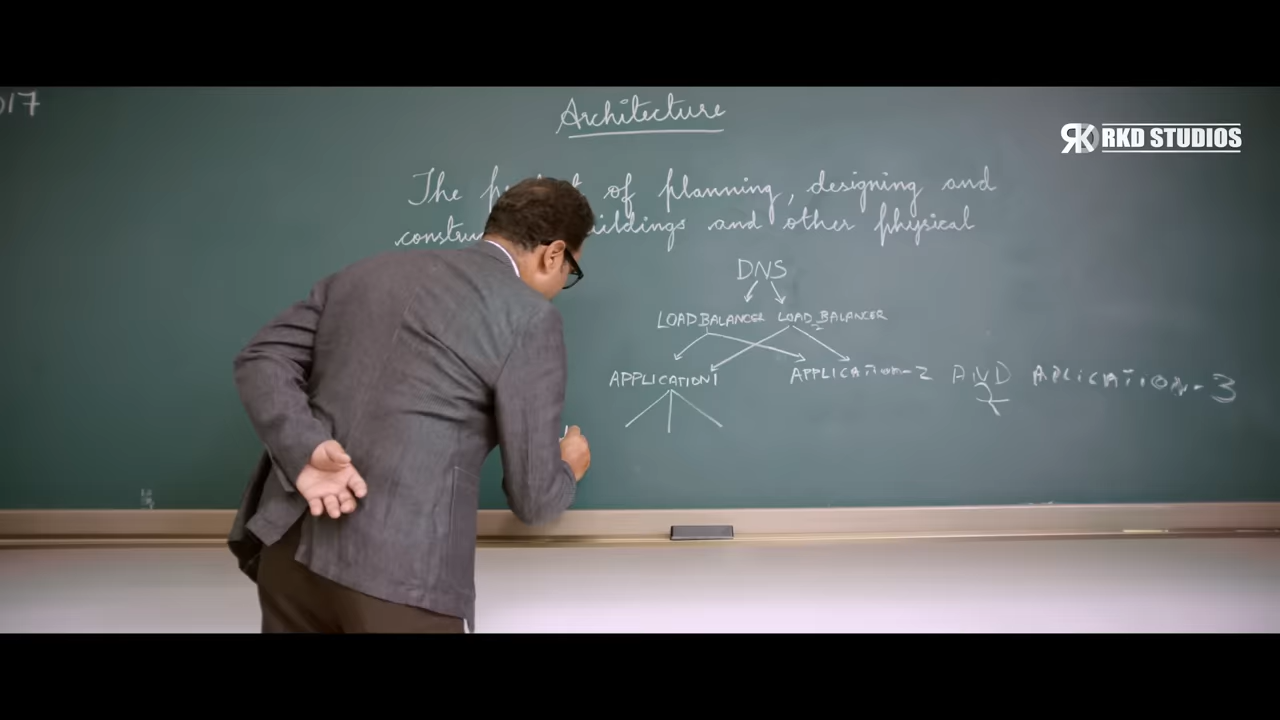 017
Architecture
RKD STUDIOS
The of planning, designing and
and other physical
DNS
LOAD BALANCER LOAD BALANCER
2
APPLICATION1 APPLICATION-2 AND APLICATION-3